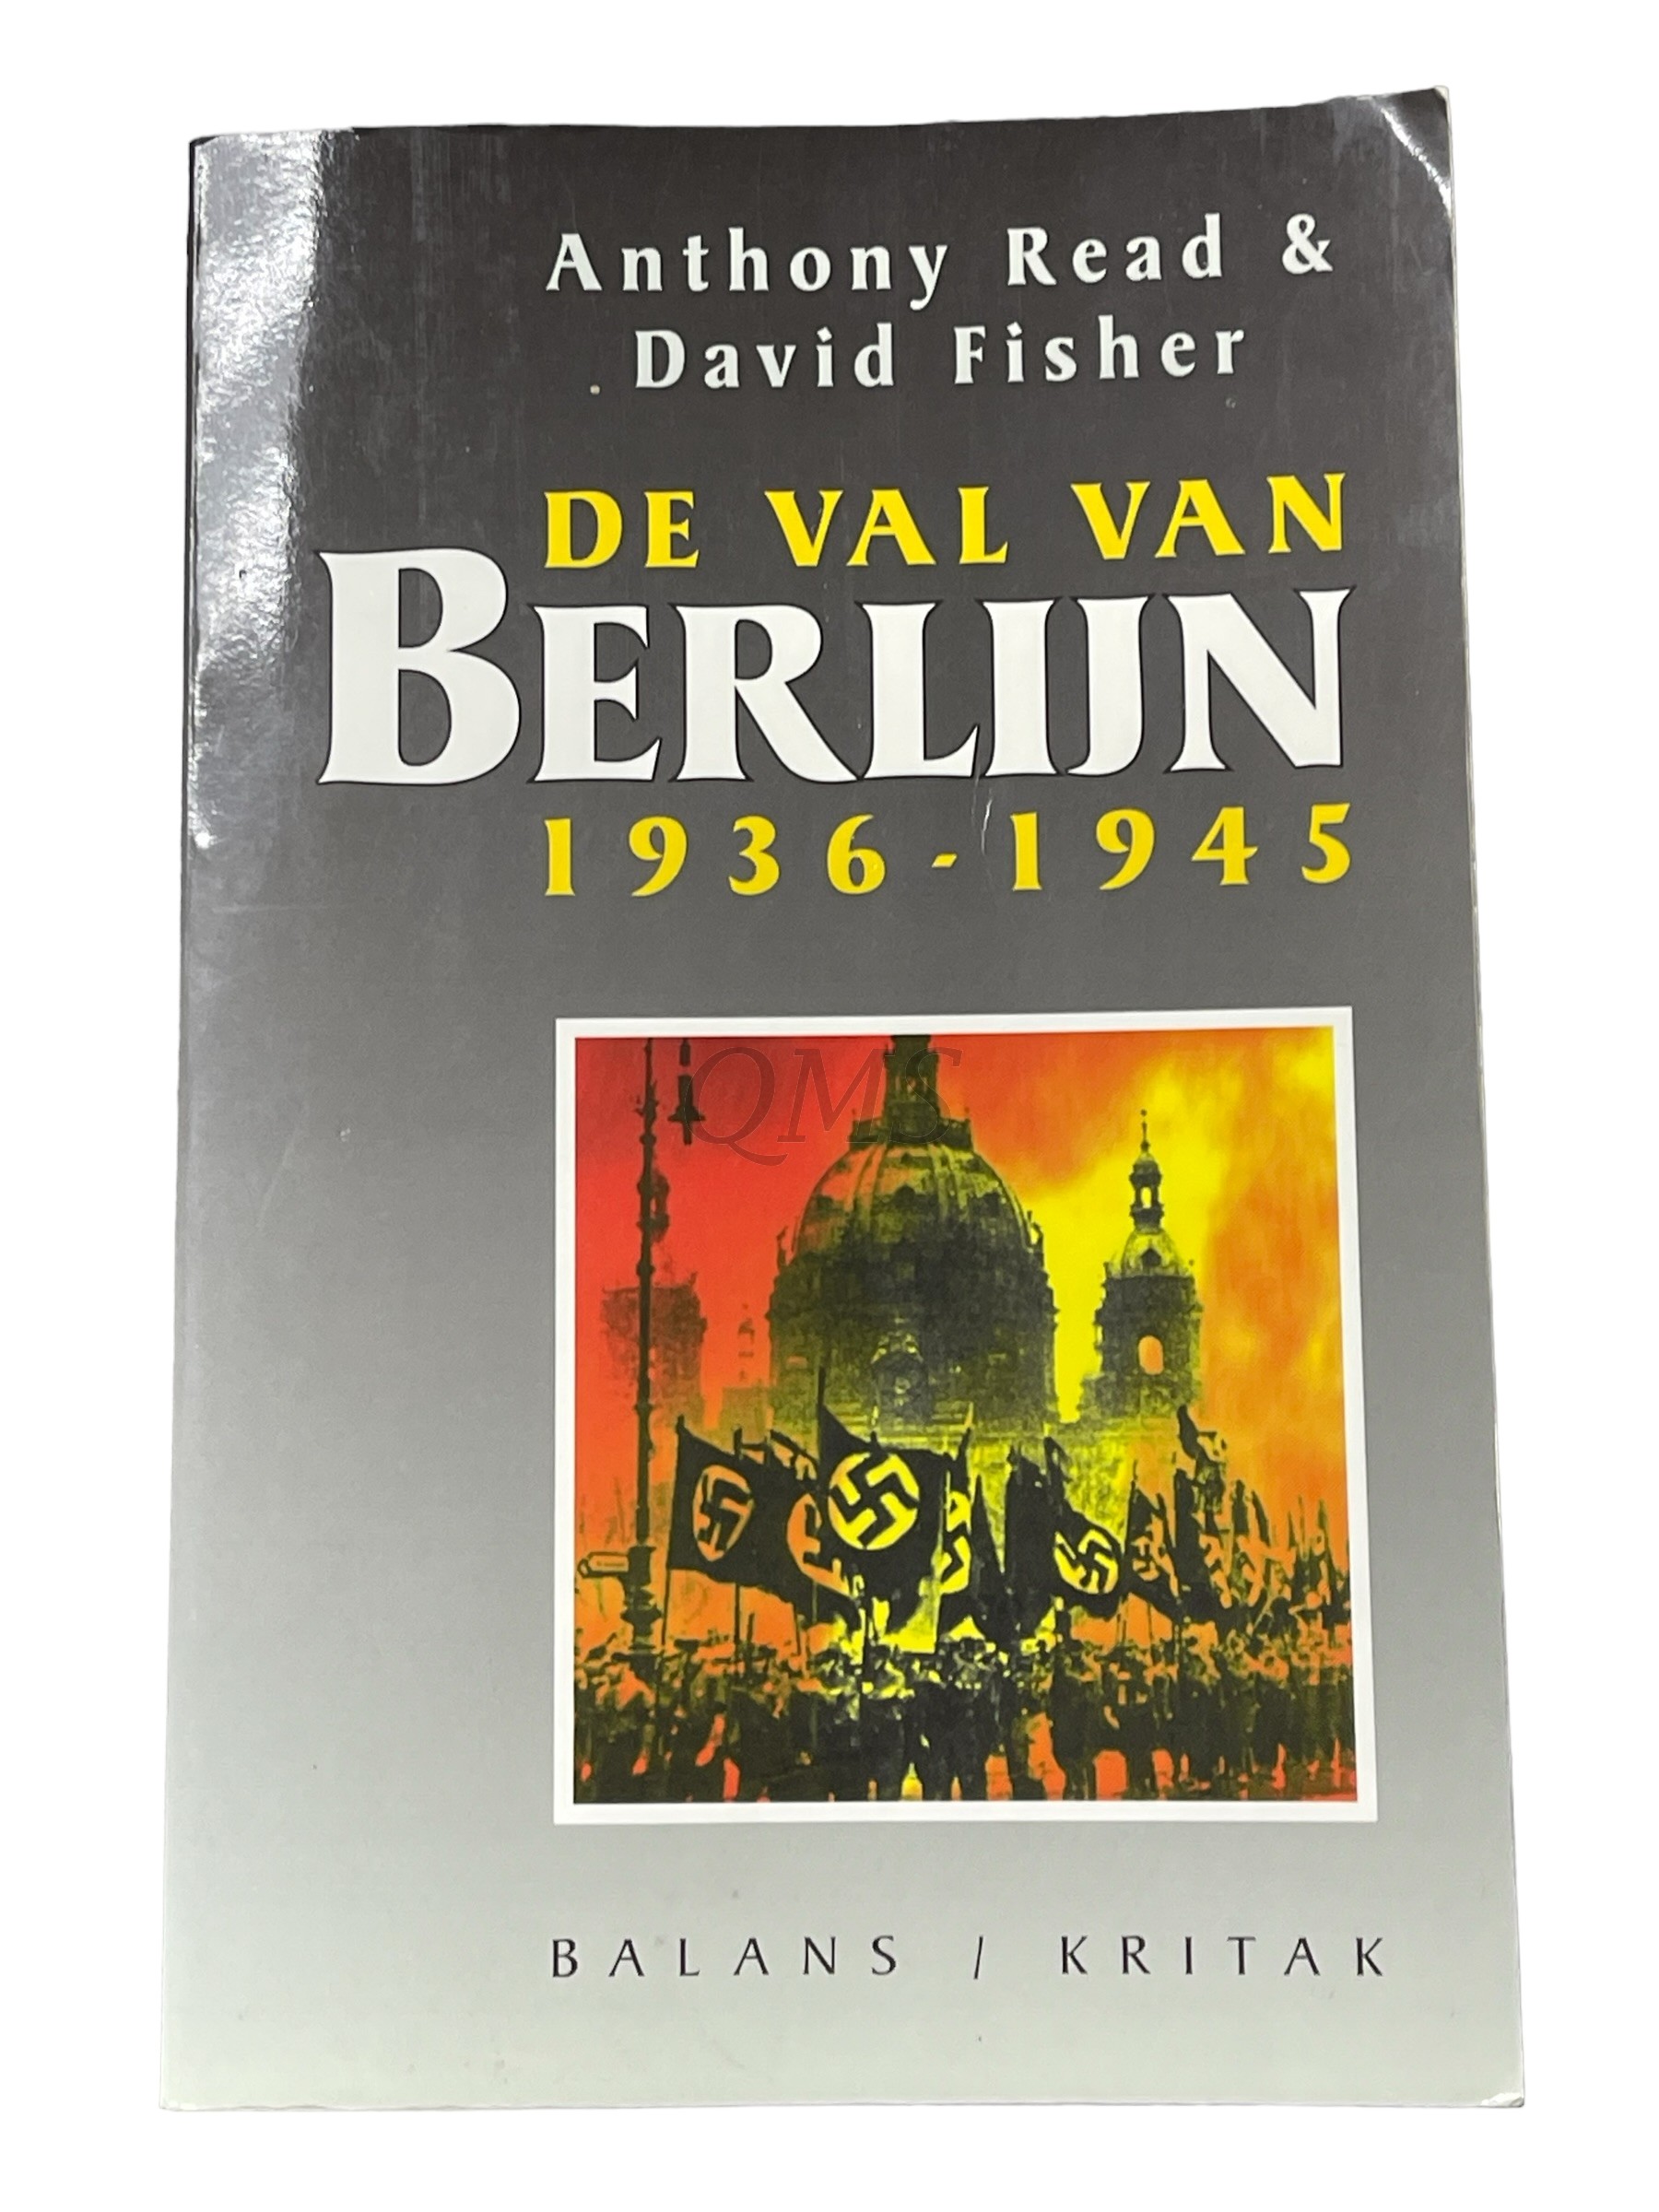 Anthony Read &
David Fisher
DE VAL VAN
BERLIJN
1936-1945
QMS
BALANS / KRITAK